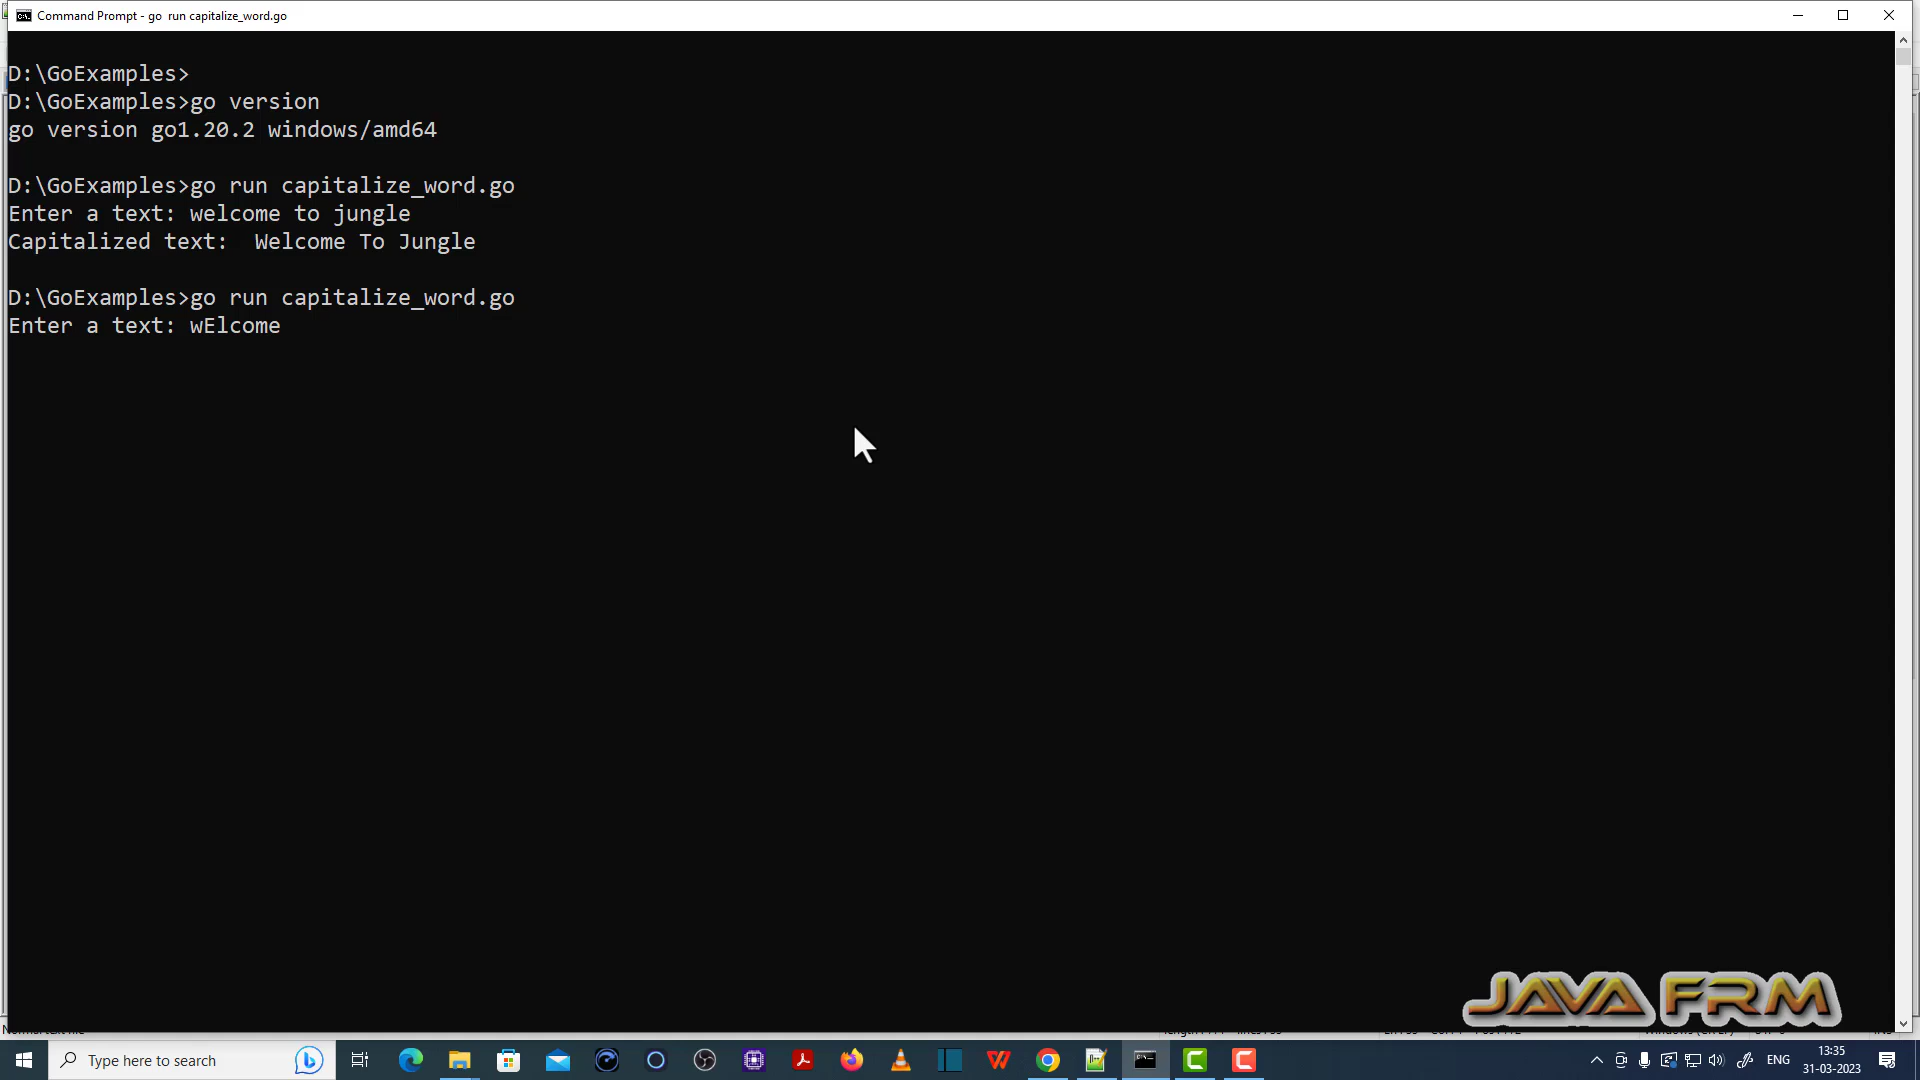 Command Prompt - go  run capitalize_word.go
D:\GoExamples>
D:\GoExamples>go version
go version go1.20.2 windows/amd64
D:\GoExamples>go run capitalize_word.go
Enter a text: welcome to jungle
Capitalized text:  Welcome To Jungle
D:\GoExamples>go run capitalize_word.go
Enter a text: wElcome
JAVA FRM
Type here to search
ENG
13:35
31-03-2023